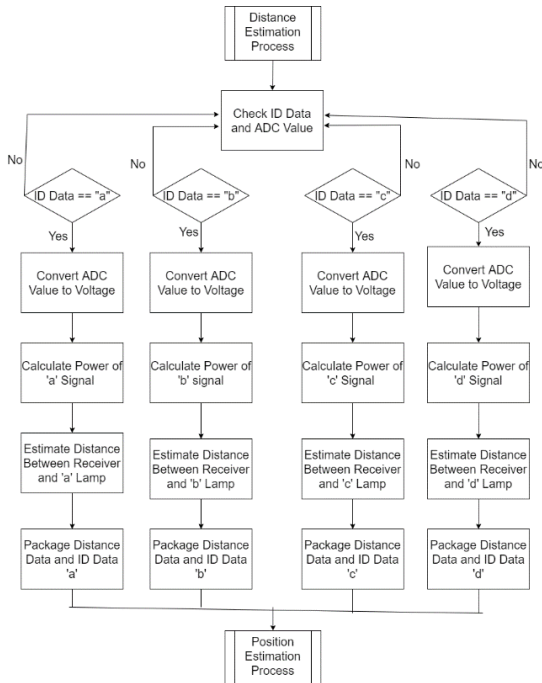 Distance
Estimation
Process
Check ID Data
and ADC Value
No
No
No
No
ID Data == "a"
ID Data == "b"
ID Data == "c"
ID Data == "d"
Yes
Yes
Yes
Yes
Convert ADC
Value to Voltage
Convert ADC
Value to Voltage
Convert ADC
Value to Voltage
Convert ADC
Value to Voltage
Calculate Power of
'a' Signal
Calculate Power of
'b' signal
Calculate Power of
'c' Signal
Calculate Power of
'd' Signal
Estimate Distance
Between Receiver
and 'a' Lamp
Estimate Distance
Between Receiver
and 'b' Lamp
Estimate Distance
Between Receiver
and 'c' Lamp
Estimate Distance
Between Receiver
and 'd' Lamp
Package Distance
Data and ID Data
'a'
Package Distance
Data and ID Data
'b'
Package Distance
Data and ID Data
'c'
Package Distance
Data and ID Data
'd'
Position
Estimation
Process